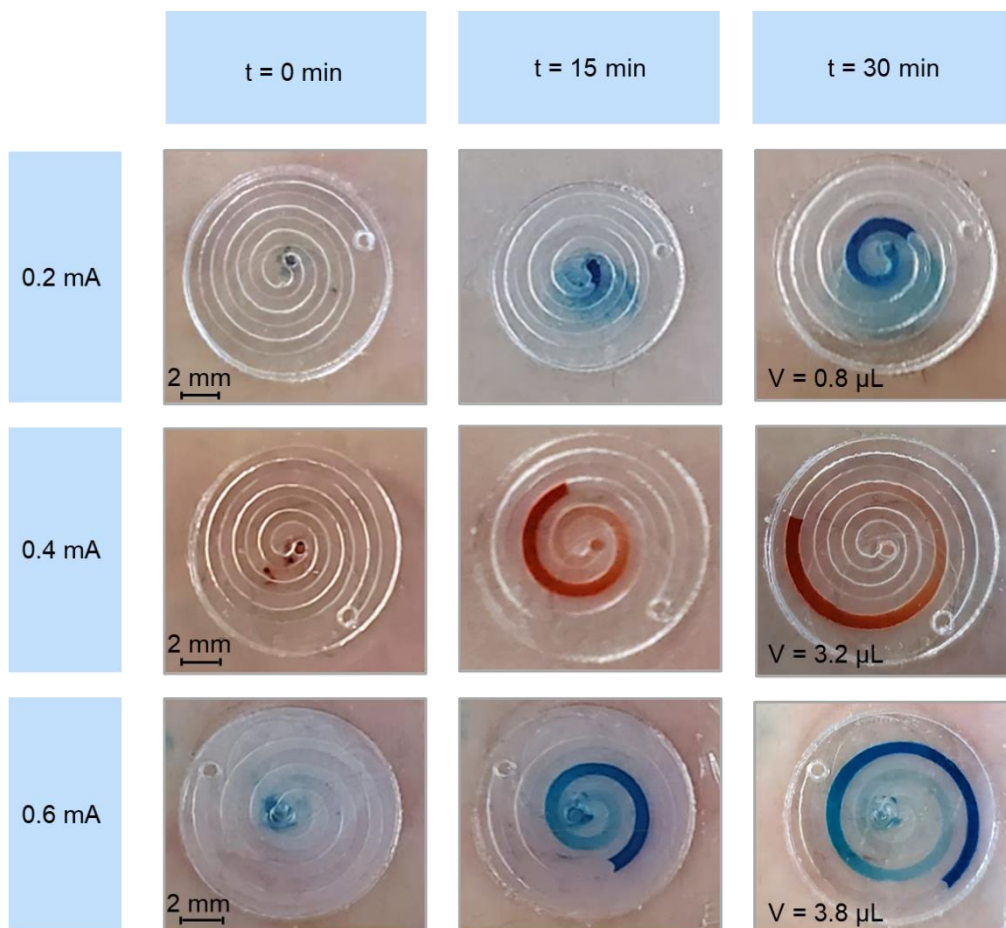 t = 0 min
t = 15 min
t = 30 min
0.2 mA
2 mm
V = 0.8 µL
0.4 mA
2 mm
V = 3.2 µL
0.6 mA
2 mm
V = 3.8 µL